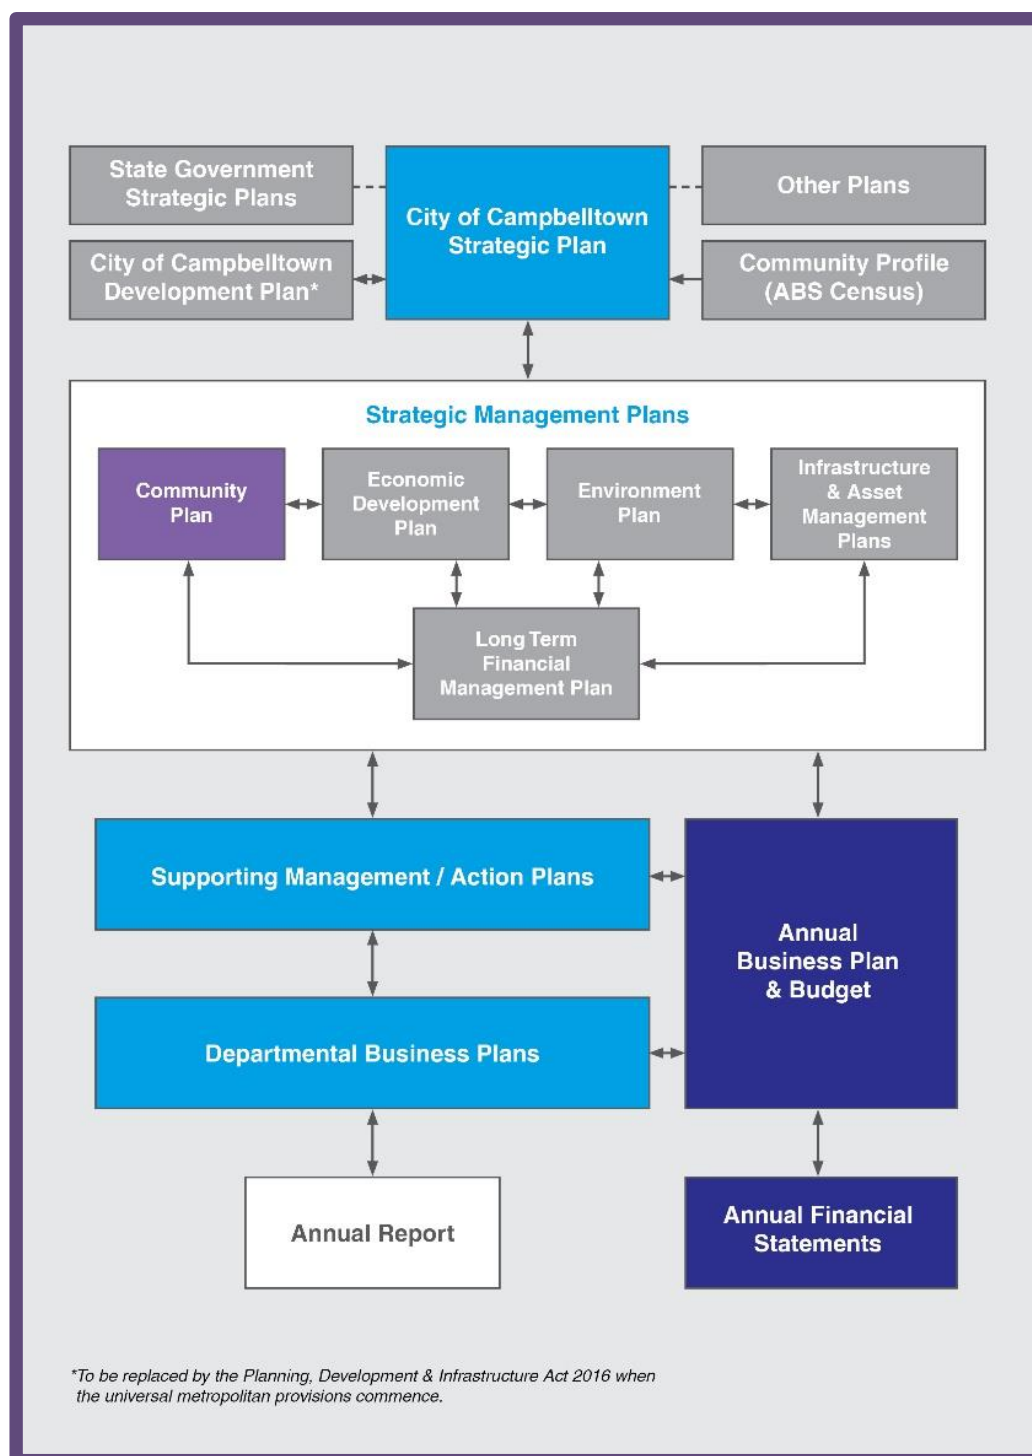 State Government
Strategic Plans
City of Campbelltown
Strategic Plan
Other Plans
City of Campbelltown
Development Plan*
Community Profile
(ABS Census)
Strategic Management Plans
Community
Plan
Economic
Development
Plan
Environment
Plan
Infrastructure
& Asset
Management
Plans
Long Term
Financial
Management Plan
Supporting Management / Action Plans
Annual
Business Plan
& Budget
Departmental Business Plans
Annual Report
Annual Financial
Statements
*To be replaced by the Planning, Development & Infrastructure Act 2016 when
the universal metropolitan provisions commence.